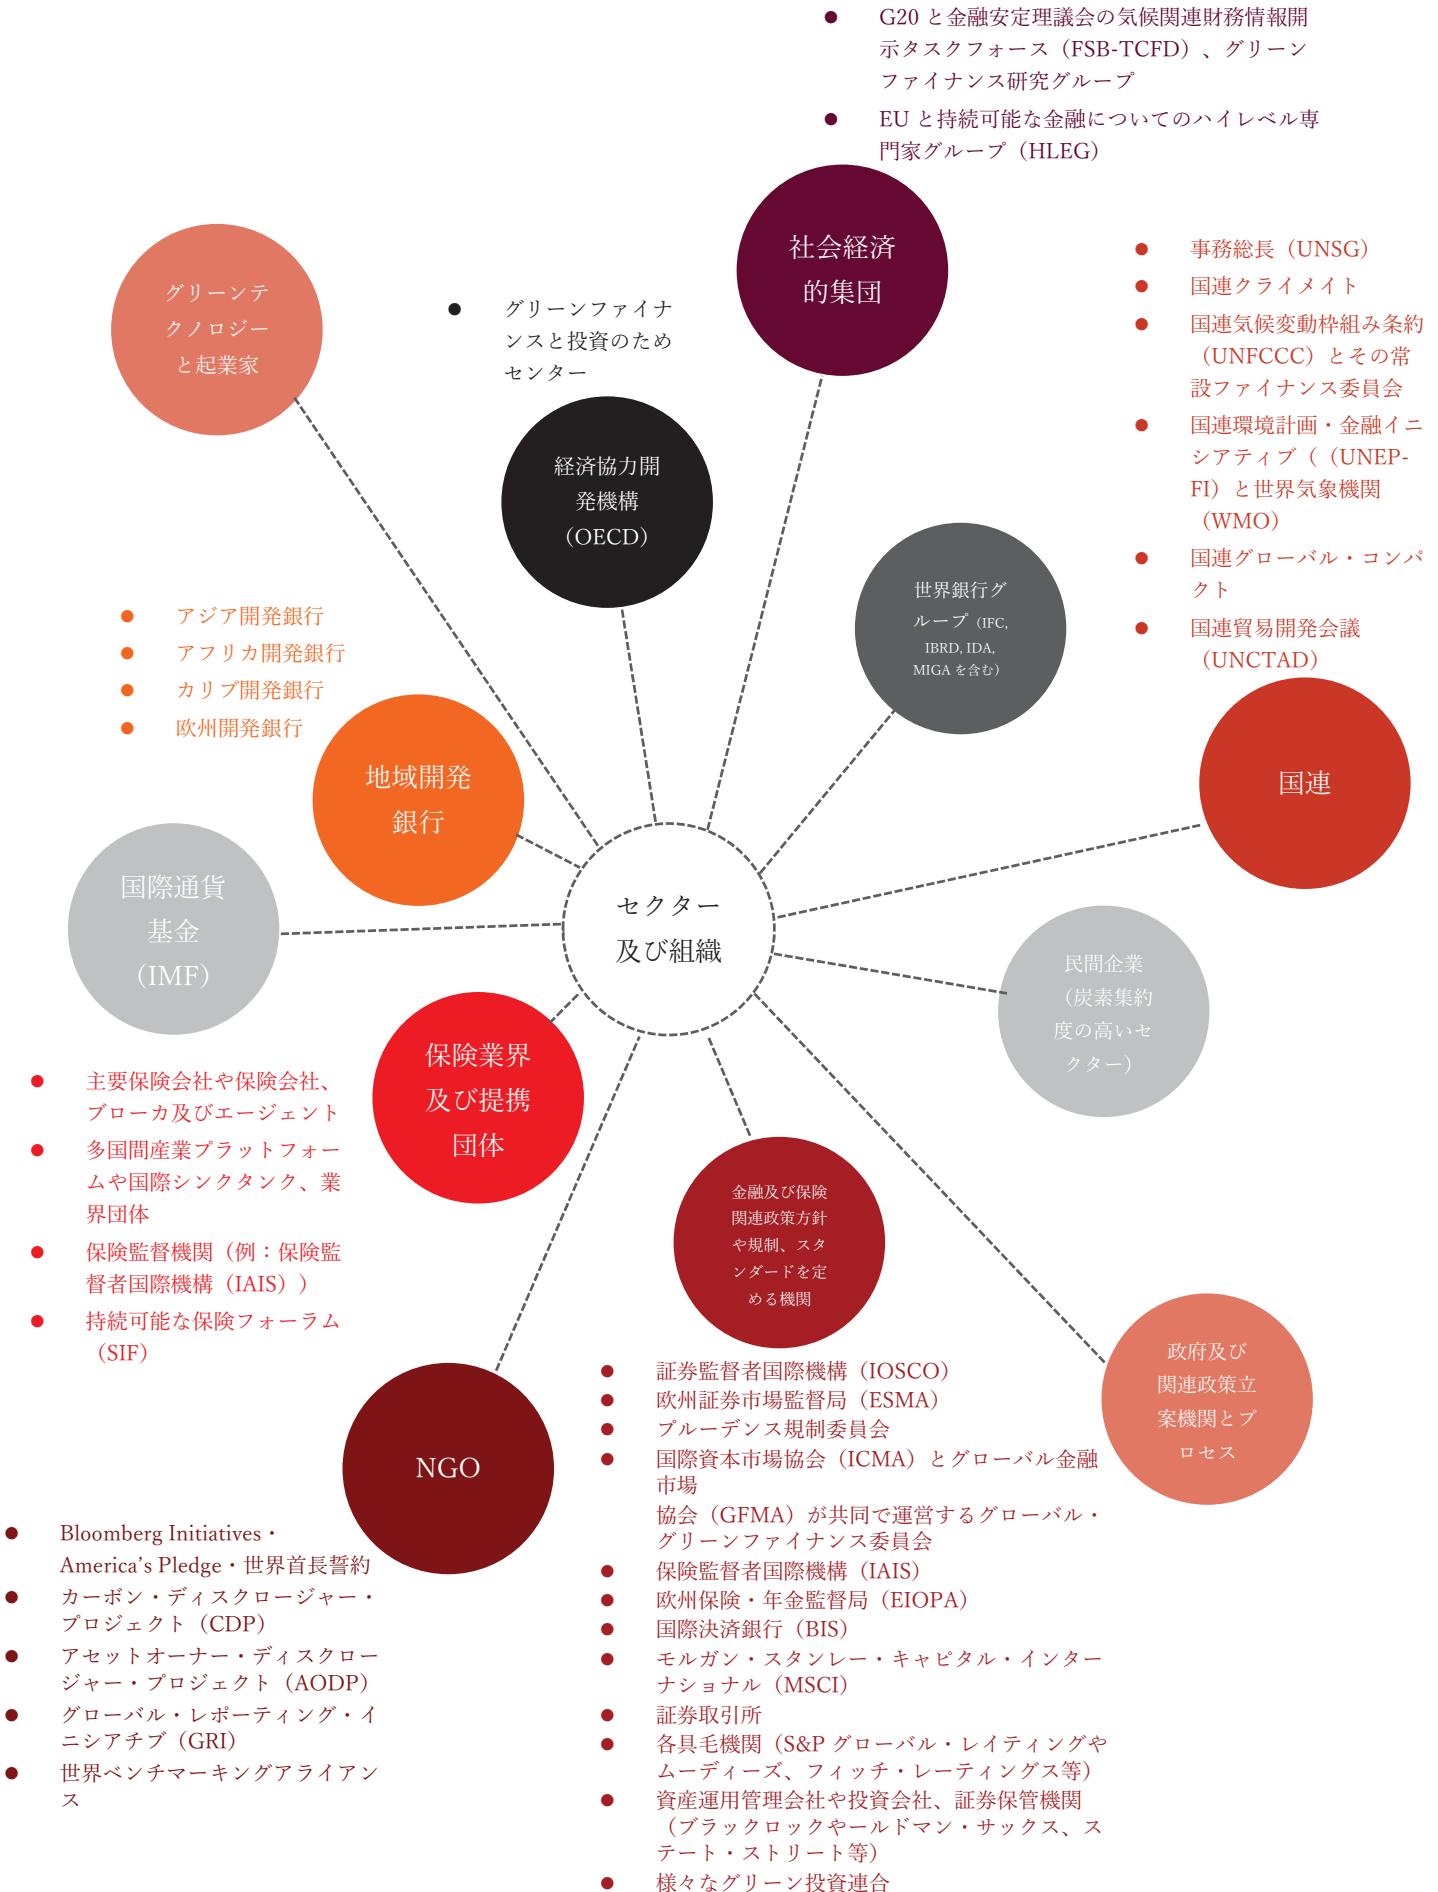 G20 と金融安定理議会の気候関連財務情報開
示タスクフォース（FSB-TCFD）、グリーン
ファイナンス研究グループ
EU と持続可能な金融についてのハイレベル専
門家グループ（HLEG）
社会経済
的集団
グリーンテ
クノロジー
と起業家
グリーンファイナ
ンスと投資のため
センター
経済協力開
発機構
（OECD）
事務総長（UNSG）
国連クライメイト
国連気候変動枠組み条約
（UNFCCC）とその常
設ファイナンス委員会
国連環境計画・金融イニ
シアティブ（（UNEP-
FI）と世界気象機関
（WMO）
国連グローバル・コンパ
クト
国連貿易開発会議
（UNCTAD）
世界銀行グ
ループ（IFC,
IBRD, IDA,
MIGA を含む）
国連
アジア開発銀行
アフリカ開発銀行
カリブ開発銀行
欧州開発銀行
地域開発
銀行
国際通貨
基金
（IMF）
セクター
及び組織
民間企業
（炭素集約
度の高いセ
クター）
保険業界
及び提携
団体
主要保険会社や保険会社、
ブローカ及びエージェント
多国間産業プラットフォー
ムや国際シンクタンク、業
界団体
保険監督機関（例：保険監
督者国際機構（IAIS））
持続可能な保険フォーラム
（SIF）
金融及び保険
関連政策方針
や規制、スタ
ンダードを定
める機関
政府及び
関連政策立
案機関とプ
ロセス
NGO
Bloomberg Initiatives・
America’s Pledge・世界首長誓約
カーボン・ディスクロージャー・
プロジェクト（CDP）
アセットオーナー・ディスクロー
ジャー・プロジェクト（AODP）
グローバル・レポーティング・イ
ニシアチブ（GRI）
世界ベンチマーキングアライアン
ス
証券監督者国際機構（IOSCO）
欧州証券市場監督局（ESMA）
プルーデンス規制委員会
国際資本市場協会（ICMA）とグローバル金融
市場
協会（GFMA）が共同で運営するグローバル・
グリーンファイナンス委員会
保険監督者国際機構（IAIS）
欧州保険・年金監督局（EIOPA）
国際決済銀行（BIS）
モルガン・スタンレー・キャピタル・インター
ナショナル（MSCI）
証券取引所
各具毛機関（S&P グローバル・レイティングや
ムーディーズ、フィッチ・レーティングス等）
資産運用管理会社や投資会社、証券保管機関
（ブラックロックやールドマン・サックス、ス
テート・ストリート等）
様々なグリーン投資連合